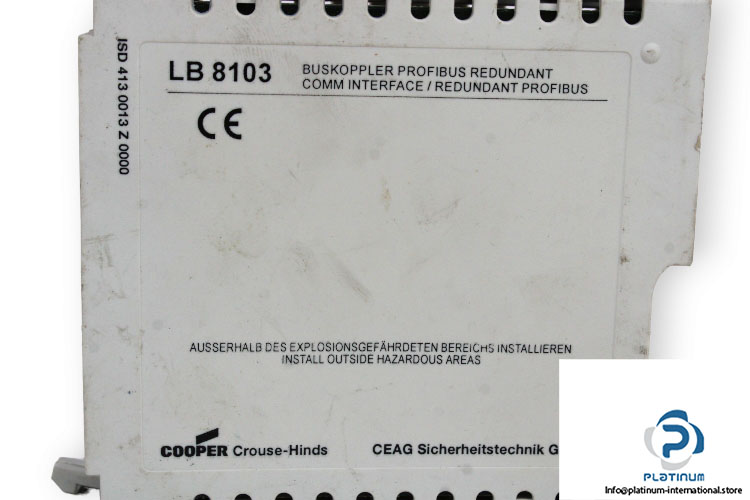 LB 8103
BUSKOPPLER PROFIBUS REDUNDANT
COMM INTERFACE / REDUNDANT PROFIBUS
CE
ISD 413 0013 Z 0000
AUSSERHALB DES EXPLOSIONSGEFÄHRDETEN BEREICHS INSTALLIEREN
INSTALL OUTSIDE HAZARDOUS AREAS
COOPER Crouse-Hinds
CEAG Sicherheitstechnik G
PLATINUM
Info@platinum-international.store